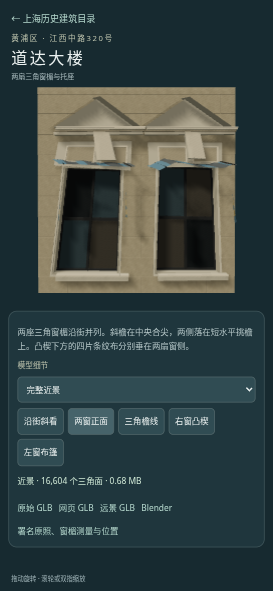 ← 上海历史建筑目录
黄浦区 · 江西中路320号
道达大楼
两扇三角窗楣与托座
两座三角窗楣沿街并列。斜檐在中央合尖，两侧落在短水平挑檐
上。凸楔下方的四片条纹布分别垂在两扇窗侧。
模型细节
完整近景
沿街斜看
两窗正面
三角檐线
右窗凸楔
左窗布篷
近景 · 16,604 个三角面 · 0.68 MB
原始 GLB 网页 GLB 远景 GLB Blender
署名原照、窗楣测量与位置
拖动旋转 · 滚轮或双指缩放